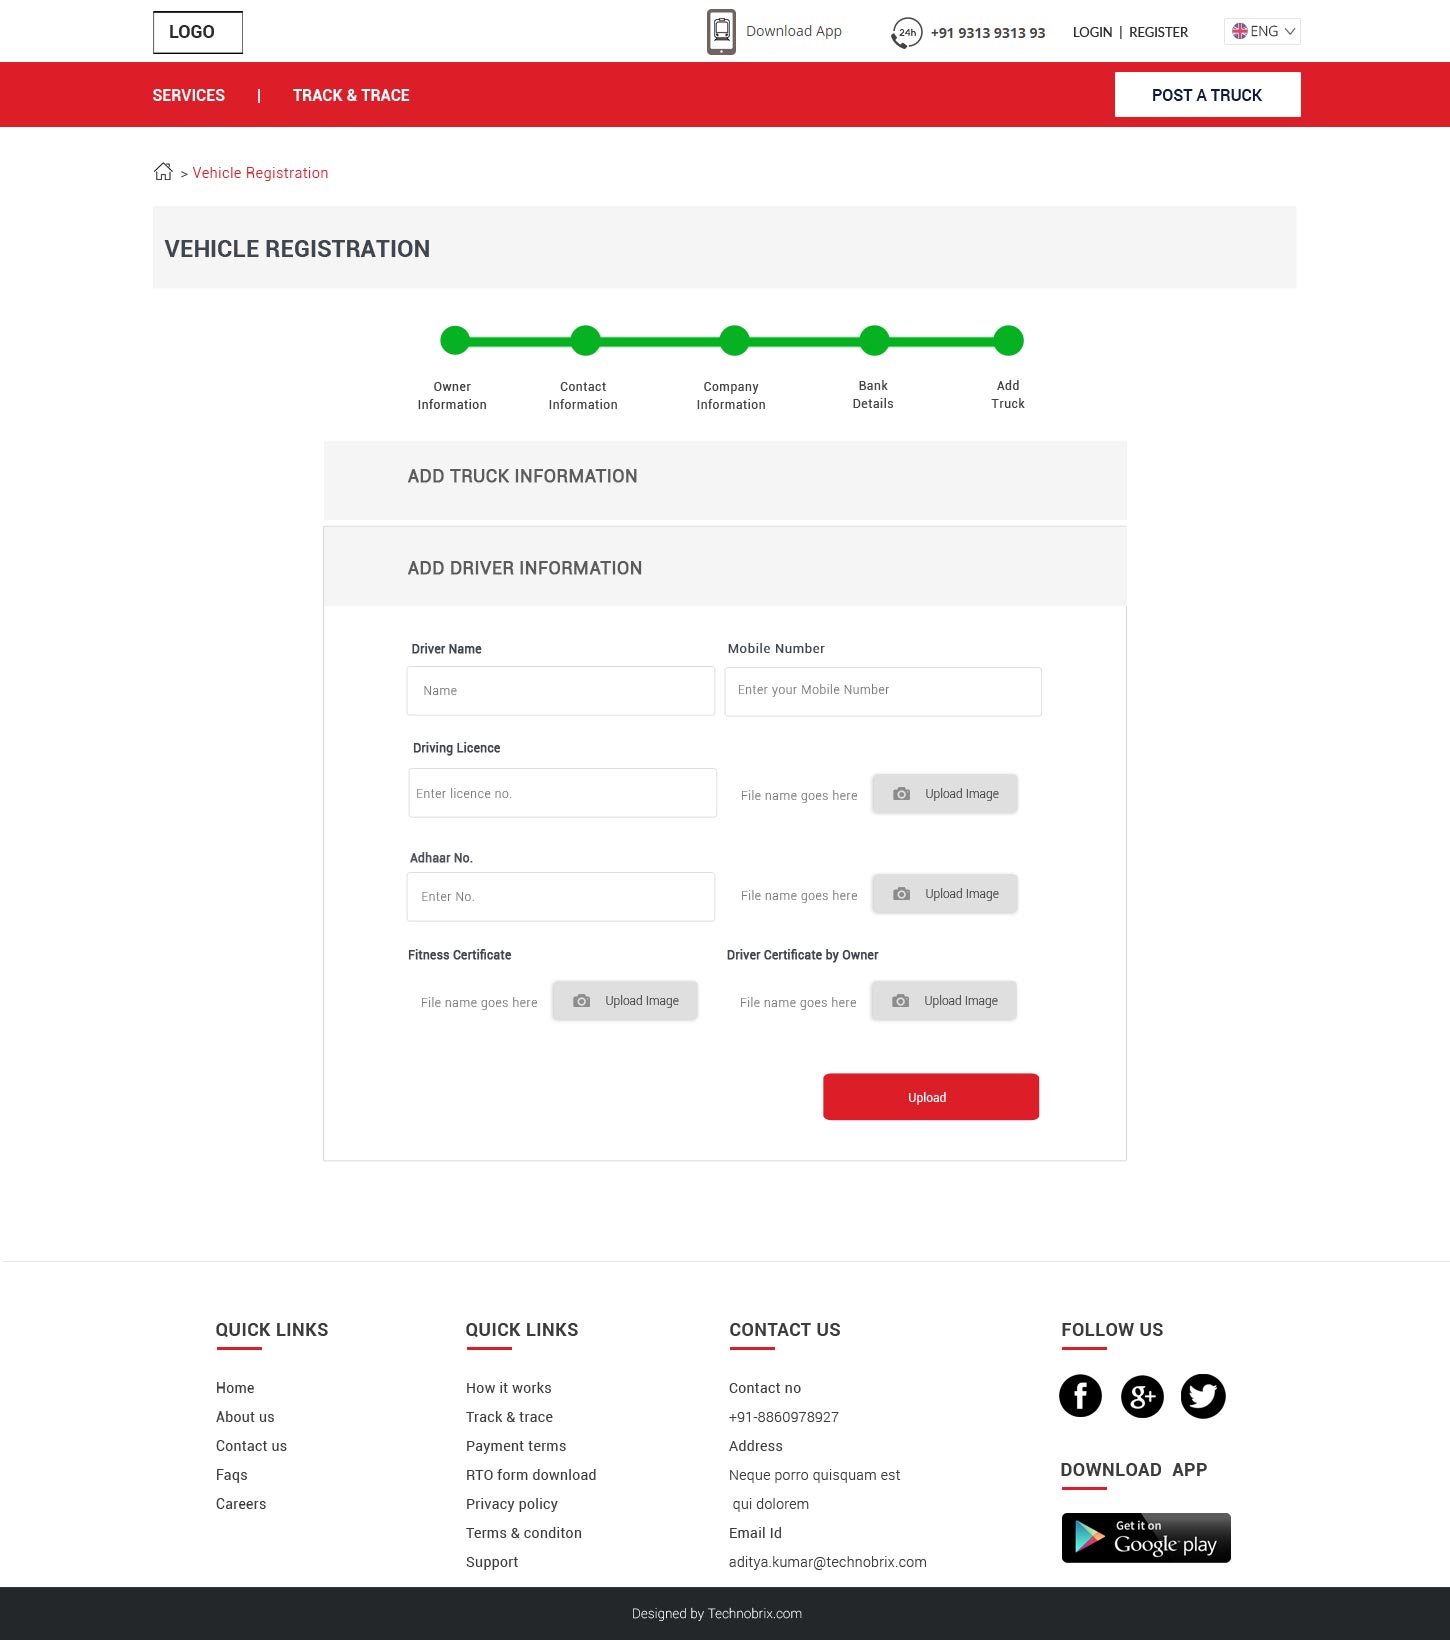 LOGO
Download App
24h
+91 9313 9313 93
LOGIN | REGISTER
ENG
SERVICES | TRACK & TRACE
POST A TRUCK
> Vehicle Registration
VEHICLE REGISTRATION
Owner
Information
Contact
Information
Company
Information
Bank
Details
Add
Truck
ADD TRUCK INFORMATION
ADD DRIVER INFORMATION
Driver Name
Mobile Number
Name
Enter your Mobile Number
Driving Licence
Enter licence no.
File name goes here
Upload Image
Adhaar No.
Enter No.
File name goes here
Upload Image
Fitness Certificate
Driver Certificate by Owner
File name goes here
Upload Image
File name goes here
Upload Image
Upload
QUICK LINKS
Home
About us
Contact us
Faqs
Careers
QUICK LINKS
How it works
Track & trace
Payment terms
RTO form download
Privacy policy
Terms & conditon
Support
CONTACT US
Contact no
+91-8860978927
Address
Neque porro quisquam est
qui dolorem
Email Id
aditya.kumar@technobrix.com
FOLLOW US
f
g+
DOWNLOAD APP
Get it on
Google play
Designed by Technobrix.com